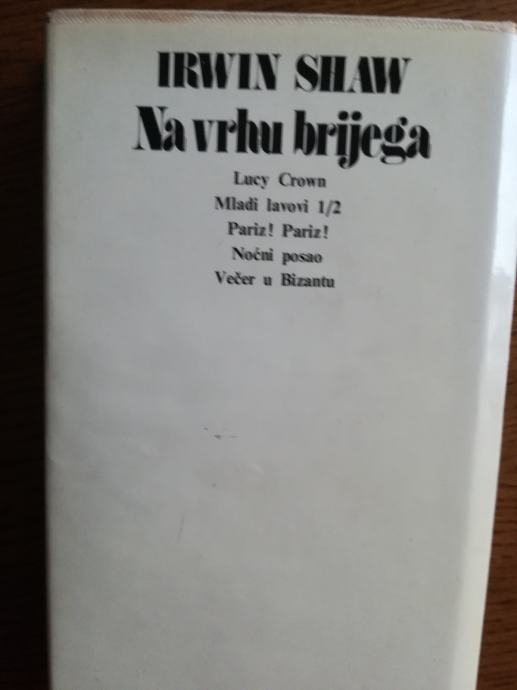 IRWIN SHAW
Na vrhu brijega
Lucy Crown
Mladi lavovi 1/2
Pariz! Pariz!
Noćni posao
Večer u Bizantu